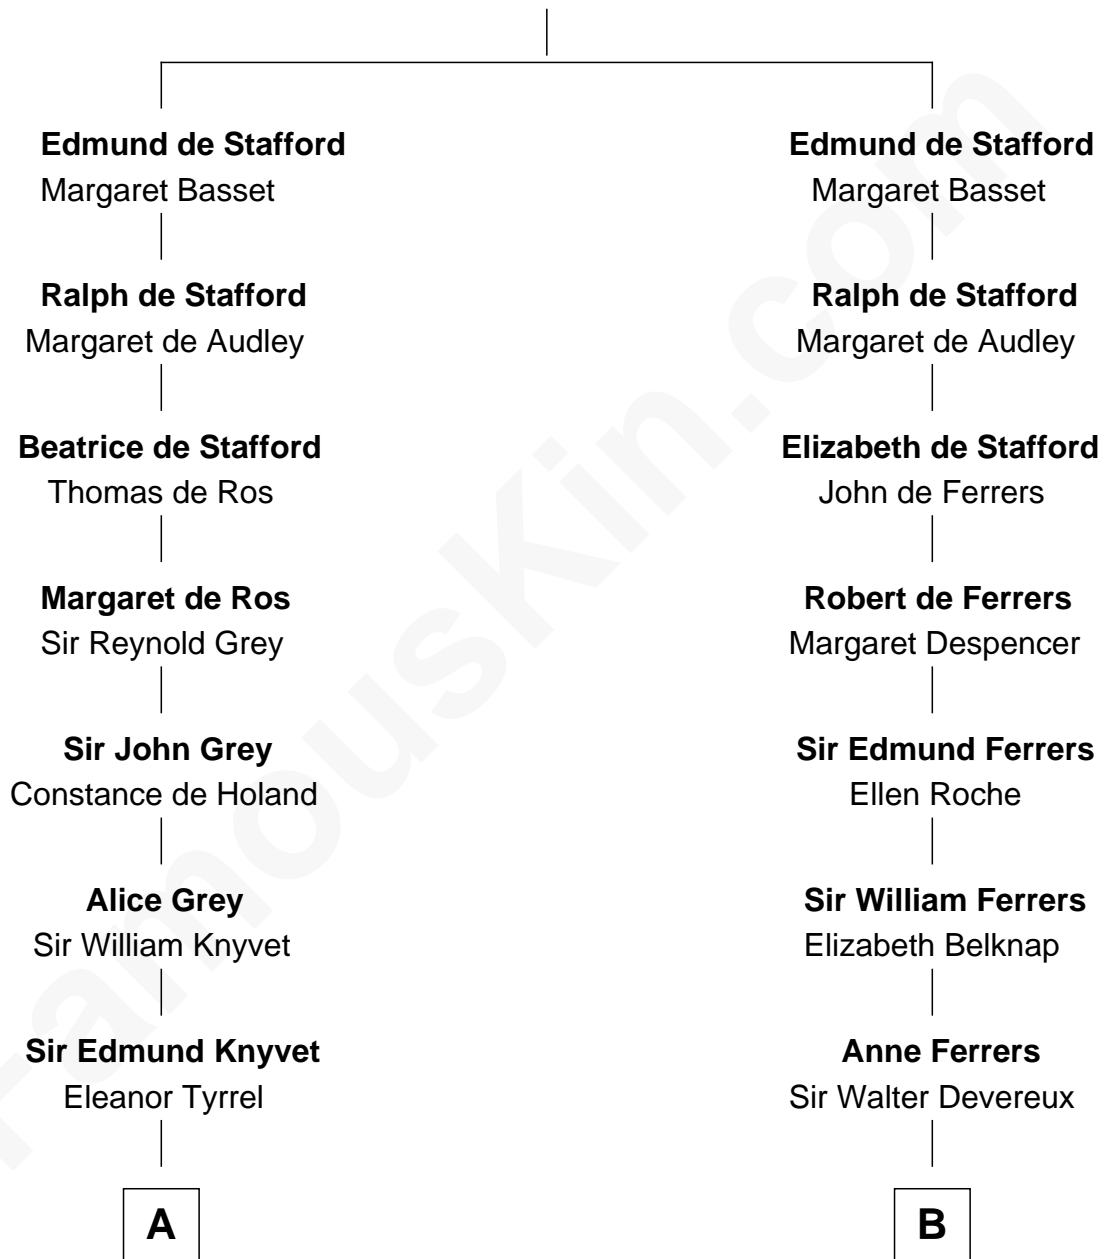 Edmund de Stafford
Margaret Basset
Ralph de Stafford
Margaret de Audley
Beatrice de Stafford
Thomas de Ros
Margaret de Ros
Sir Reynold Grey
Sir John Grey
Constance de Holand
Alice Grey
Sir William Knyvet
Sir Edmund Knyvet
Eleanor Tyrrel
A
Edmund de Stafford
Margaret Basset
Ralph de Stafford
Margaret de Audley
Elizabeth de Stafford
John de Ferrers
Robert de Ferrers
Margaret Despencer
Sir Edmund Ferrers
Ellen Roche
Sir William Ferrers
Elizabeth Belknap
Anne Ferrers
Sir Walter Devereux
B
FamousKin.com